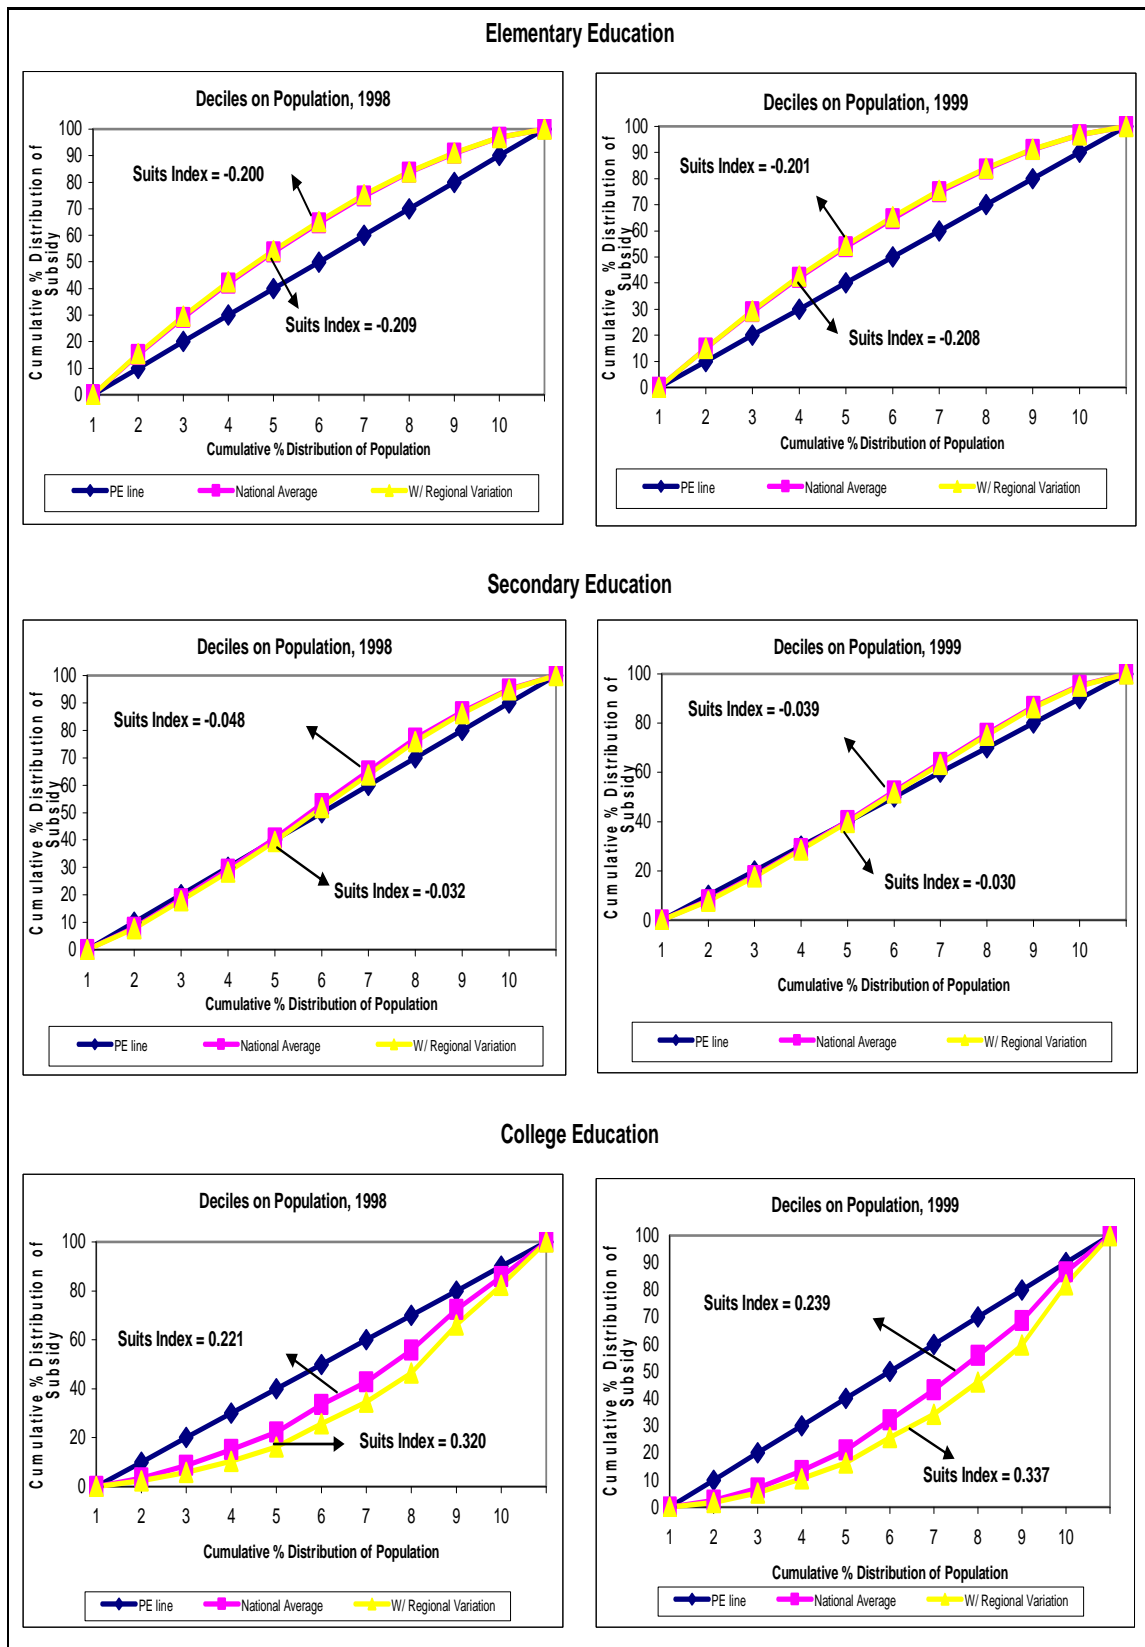 Elementary Education
Deciles on Population, 1998
Cumulative % Distribution of
Subsidy
100
90
80
70
60
50
40
30
20
10
0
Suits Index = -0.200
Suits Index = -0.209
1 2 3 4 5 6 7 8 9 10
Cumulative % Distribution of Population
PE line National Average W/ Regional Variation
Deciles on Population, 1999
Cumulative % Distribution of
Subsidy
100
90
80
70
60
50
40
30
20
10
0
Suits Index = -0.201
Suits Index = -0.208
1 2 3 4 5 6 7 8 9 10
Cumulative % Distribution of Population
PE line National Average W/ Regional Variation
Secondary Education
Deciles on Population, 1998
Cumulative % Distribution of
Subsidy
100
90
80
70
60
50
40
30
20
10
0
Suits Index = -0.048
Suits Index = -0.032
1 2 3 4 5 6 7 8 9 10
Cumulative % Distribution of Population
PE line National Average W/ Regional Variation
Deciles on Population, 1999
Cumulative % Distribution of
Subsidy
100
80
60
40
20
0
Suits Index = -0.039
Suits Index = -0.030
1 2 3 4 5 6 7 8 9 10
Cumulative % Distribution of Population
PE line National Average W/ Regional Variation
College Education
Deciles on Population, 1998
Cumulative % Distribution of
Subsidy
100
80
60
40
20
0
Suits Index = 0.221
Suits Index = 0.320
1 2 3 4 5 6 7 8 9 10
Cumulative % Distribution of Population
PE line National Average W/ Regional Variation
Deciles on Population, 1999
Cumulative % Distribution of
Subsidy
100
90
80
70
60
50
40
30
20
10
0
Suits Index = 0.239
Suits Index = 0.337
1 2 3 4 5 6 7 8 9 10
Cumulative % Distribution of Population
PE line National Average W/ Regional Variation